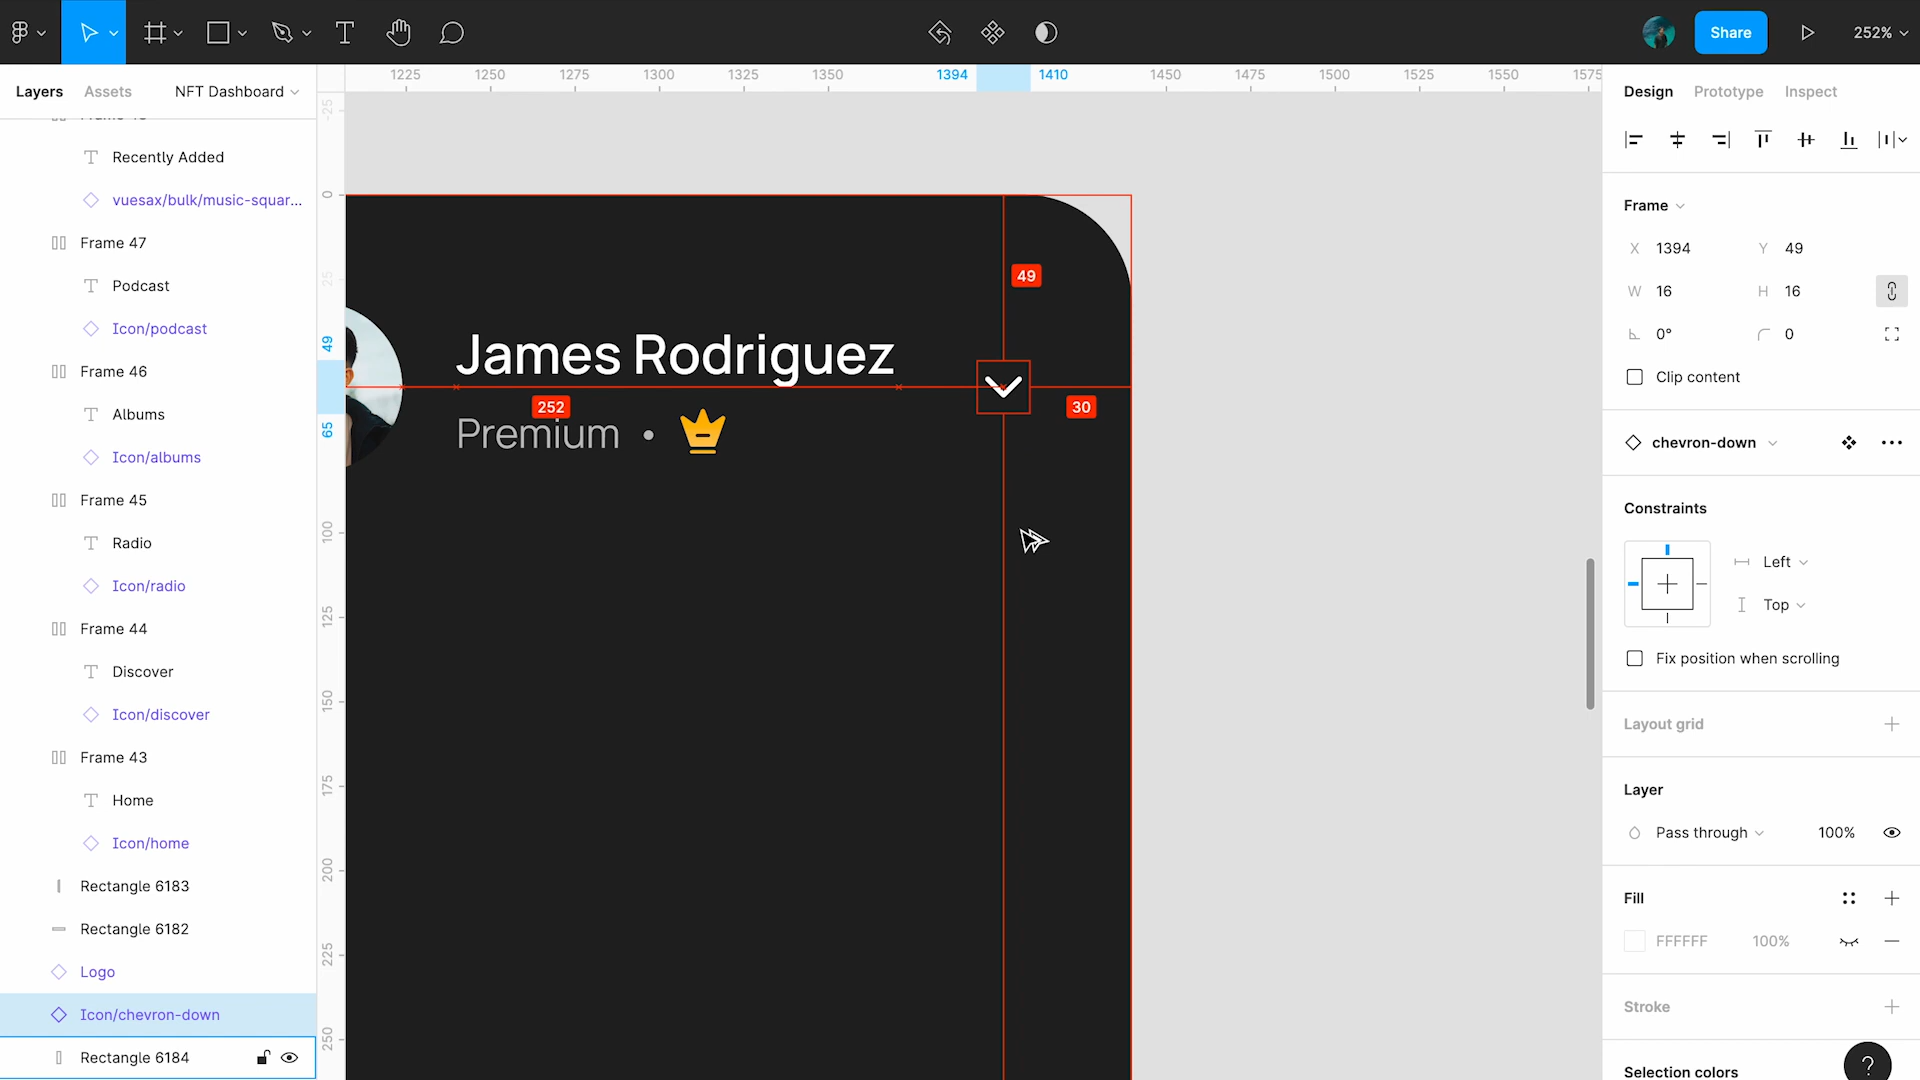 Share
252%
Layers
Assets
NFT Dashboard
1225
1250
1275
1300
1325
1350
1394
1410
1450
1475
1500
1525
1550
1575
Design
Prototype
Inspect
Recently Added
vuesax/bulk/music-squar...
Frame 47
Podcast
Icon/podcast
Frame 46
Albums
Icon/albums
Frame 45
Radio
Icon/radio
Frame 44
Discover
Icon/discover
Frame 43
Home
Icon/home
Rectangle 6183
Rectangle 6182
Logo
Icon/chevron-down
Rectangle 6184
-25
0
25
49
65
100
125
150
175
200
225
250
49
James Rodriguez
252
30
Premium •
Frame
X 1394 Y 49
W 16 H 16
0° 0
Clip content
chevron-down
Constraints
Left
Top
Fix position when scrolling
Layout grid
Layer
Pass through 100%
Fill
FFFFFF 100%
Stroke
Selection colors
?